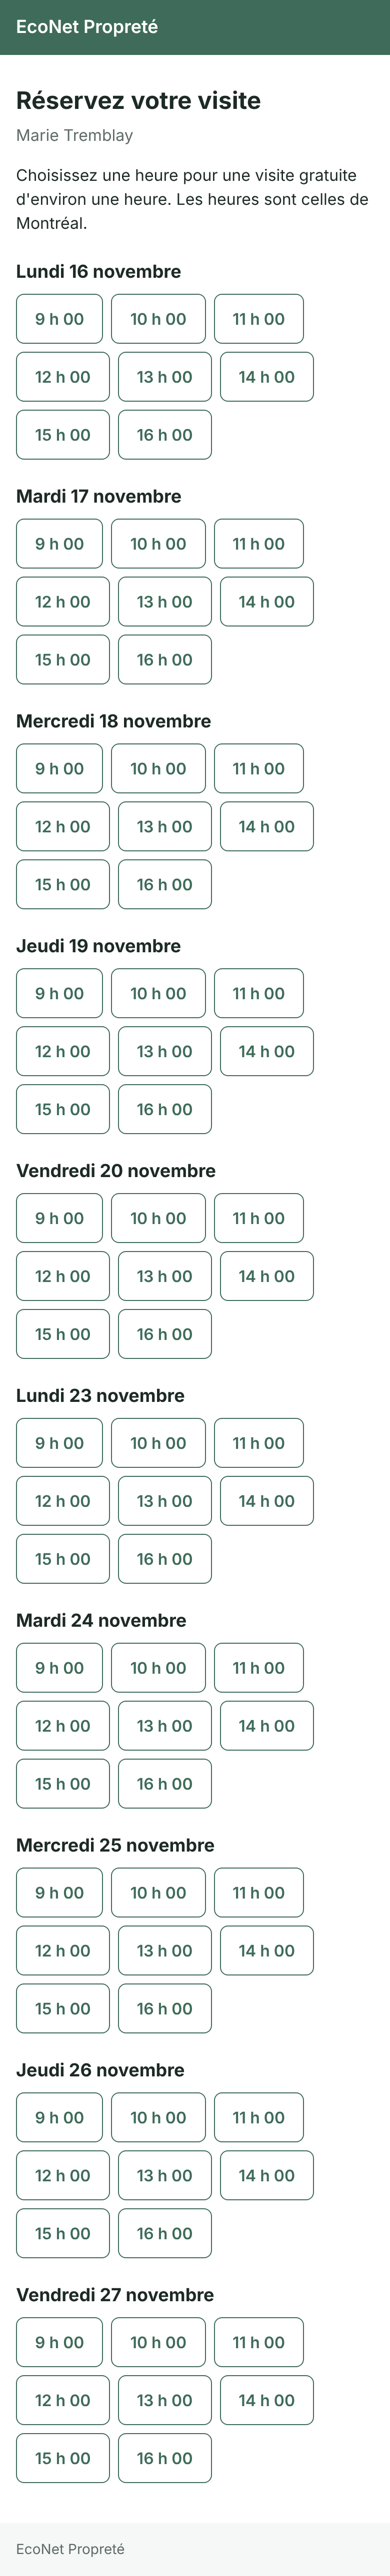 EcoNet Propreté
Réservez votre visite
Marie Tremblay
Choisissez une heure pour une visite gratuite
d'environ une heure. Les heures sont celles de
Montréal.
Lundi 16 novembre
9 h 00 10 h 00 11 h 00
12 h 00 13 h 00 14 h 00
15 h 00 16 h 00
Mardi 17 novembre
9 h 00 10 h 00 11 h 00
12 h 00 13 h 00 14 h 00
15 h 00 16 h 00
Mercredi 18 novembre
9 h 00 10 h 00 11 h 00
12 h 00 13 h 00 14 h 00
15 h 00 16 h 00
Jeudi 19 novembre
9 h 00 10 h 00 11 h 00
12 h 00 13 h 00 14 h 00
15 h 00 16 h 00
Vendredi 20 novembre
9 h 00 10 h 00 11 h 00
12 h 00 13 h 00 14 h 00
15 h 00 16 h 00
Lundi 23 novembre
9 h 00 10 h 00 11 h 00
12 h 00 13 h 00 14 h 00
15 h 00 16 h 00
Mardi 24 novembre
9 h 00 10 h 00 11 h 00
12 h 00 13 h 00 14 h 00
15 h 00 16 h 00
Mercredi 25 novembre
9 h 00 10 h 00 11 h 00
12 h 00 13 h 00 14 h 00
15 h 00 16 h 00
Jeudi 26 novembre
9 h 00 10 h 00 11 h 00
12 h 00 13 h 00 14 h 00
15 h 00 16 h 00
Vendredi 27 novembre
9 h 00 10 h 00 11 h 00
12 h 00 13 h 00 14 h 00
15 h 00 16 h 00
EcoNet Propreté